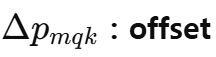 Δp_{mqk} : offset